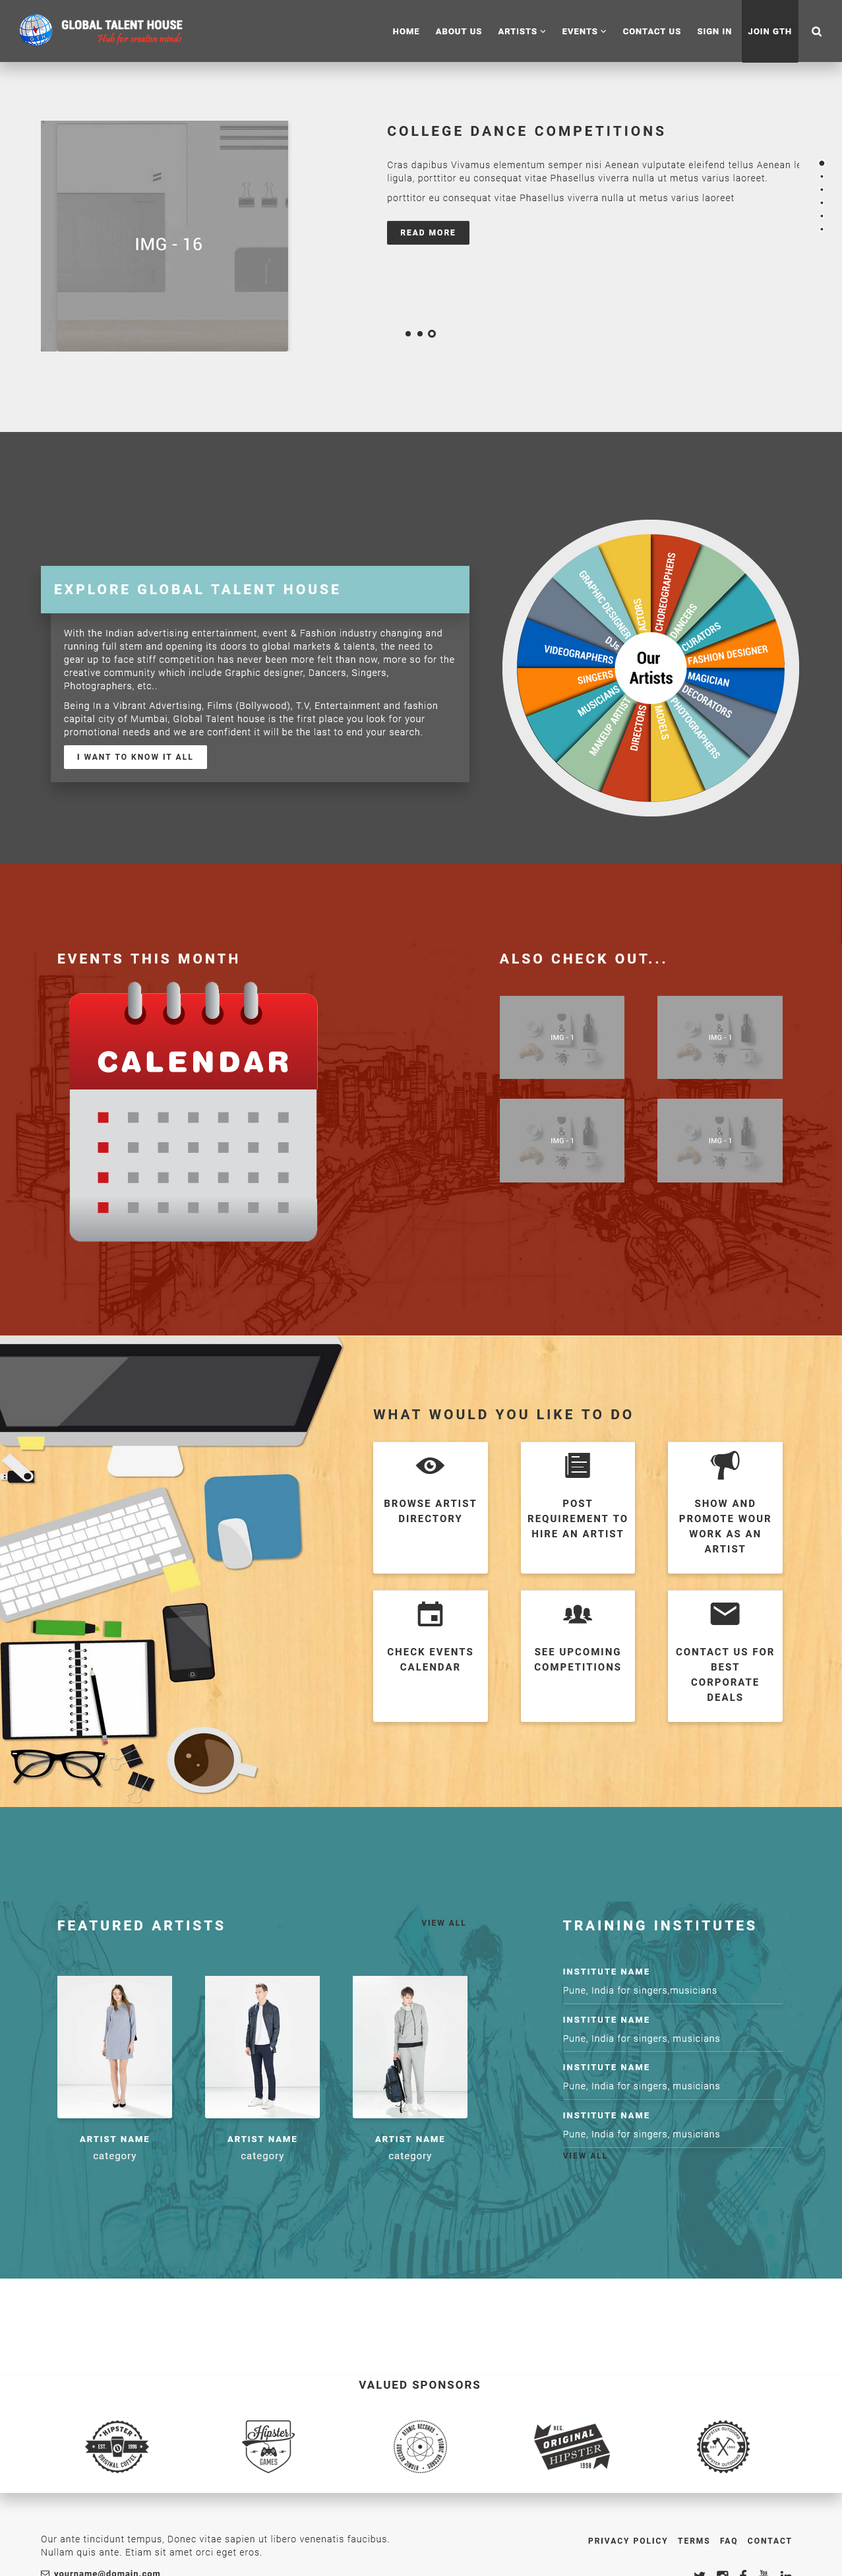 GLOBAL TALENT HOUSE
Hub for creative minds
HOME ABOUT US ARTISTS EVENTS CONTACT US SIGN IN JOIN GTH
IMG - 16
COLLEGE DANCE COMPETITIONS
Cras dapibus Vivamus elementum semper nisi Aenean vulputate eleifend tellus Aenean le
ligula, porttitor eu consequat vitae Phasellus viverra nulla ut metus varius laoreet.
porttitor eu consequat vitae Phasellus viverra nulla ut metus varius laoreet
READ MORE
EXPLORE GLOBAL TALENT HOUSE
With the Indian advertising entertainment, event & Fashion industry changing and
running full stem and opening its doors to global markets & talents, the need to
gear up to face stiff competition has never been more felt than now, more so for the
creative community which include Graphic designer, Dancers, Singers,
Photographers, etc..
Being In a Vibrant Advertising, Films (Bollywood), T.V, Entertainment and fashion
capital city of Mumbai, Global Talent house is the first place you look for your
promotional needs and we are confident it will be the last to end your search.
I WANT TO KNOW IT ALL
Our
Artists
ACTORS
CHOREOGRAPHERS
DANCERS
CURATORS
FASHION DESIGNER
MAGICIAN
DECORATORS
PHOTOGRAPHERS
MODELS
DIRECTORS
MAKEUP ARTIST
MUSICIANS
SINGERS
VIDEOGRAPHERS
DJs
GRAPHIC DESIGNER
EVENTS THIS MONTH
CALENDAR
ALSO CHECK OUT...
IMG - 1
IMG - 1
IMG - 1
IMG - 1
WHAT WOULD YOU LIKE TO DO
BROWSE ARTIST
DIRECTORY
POST
REQUIREMENT TO
HIRE AN ARTIST
SHOW AND
PROMOTE WOUR
WORK AS AN
ARTIST
CHECK EVENTS
CALENDAR
SEE UPCOMING
COMPETITIONS
CONTACT US FOR
BEST
CORPORATE
DEALS
FEATURED ARTISTS
VIEW ALL
ARTIST NAME
category
ARTIST NAME
category
ARTIST NAME
category
TRAINING INSTITUTES
INSTITUTE NAME
Pune, India for singers,musicians
INSTITUTE NAME
Pune, India for singers, musicians
INSTITUTE NAME
Pune, India for singers, musicians
INSTITUTE NAME
Pune, India for singers, musicians
VIEW ALL
VALUED SPONSORS
HIPSTER
EST. 1998
ORIGINAL COFFEE
Hipster
GAMES
ATOMIC RECORDS
ATOMIC RECORDS
REG.
ORIGINAL
HIPSTER
1998
HIPSTER OUTDOORS
HIPSTER OUTDOORS
Our ante tincidunt tempus, Donec vitae sapien ut libero venenatis faucibus.
Nullam quis ante. Etiam sit amet orci eget eros.
yourname@domain.com
PRIVACY POLICY TERMS FAQ CONTACT